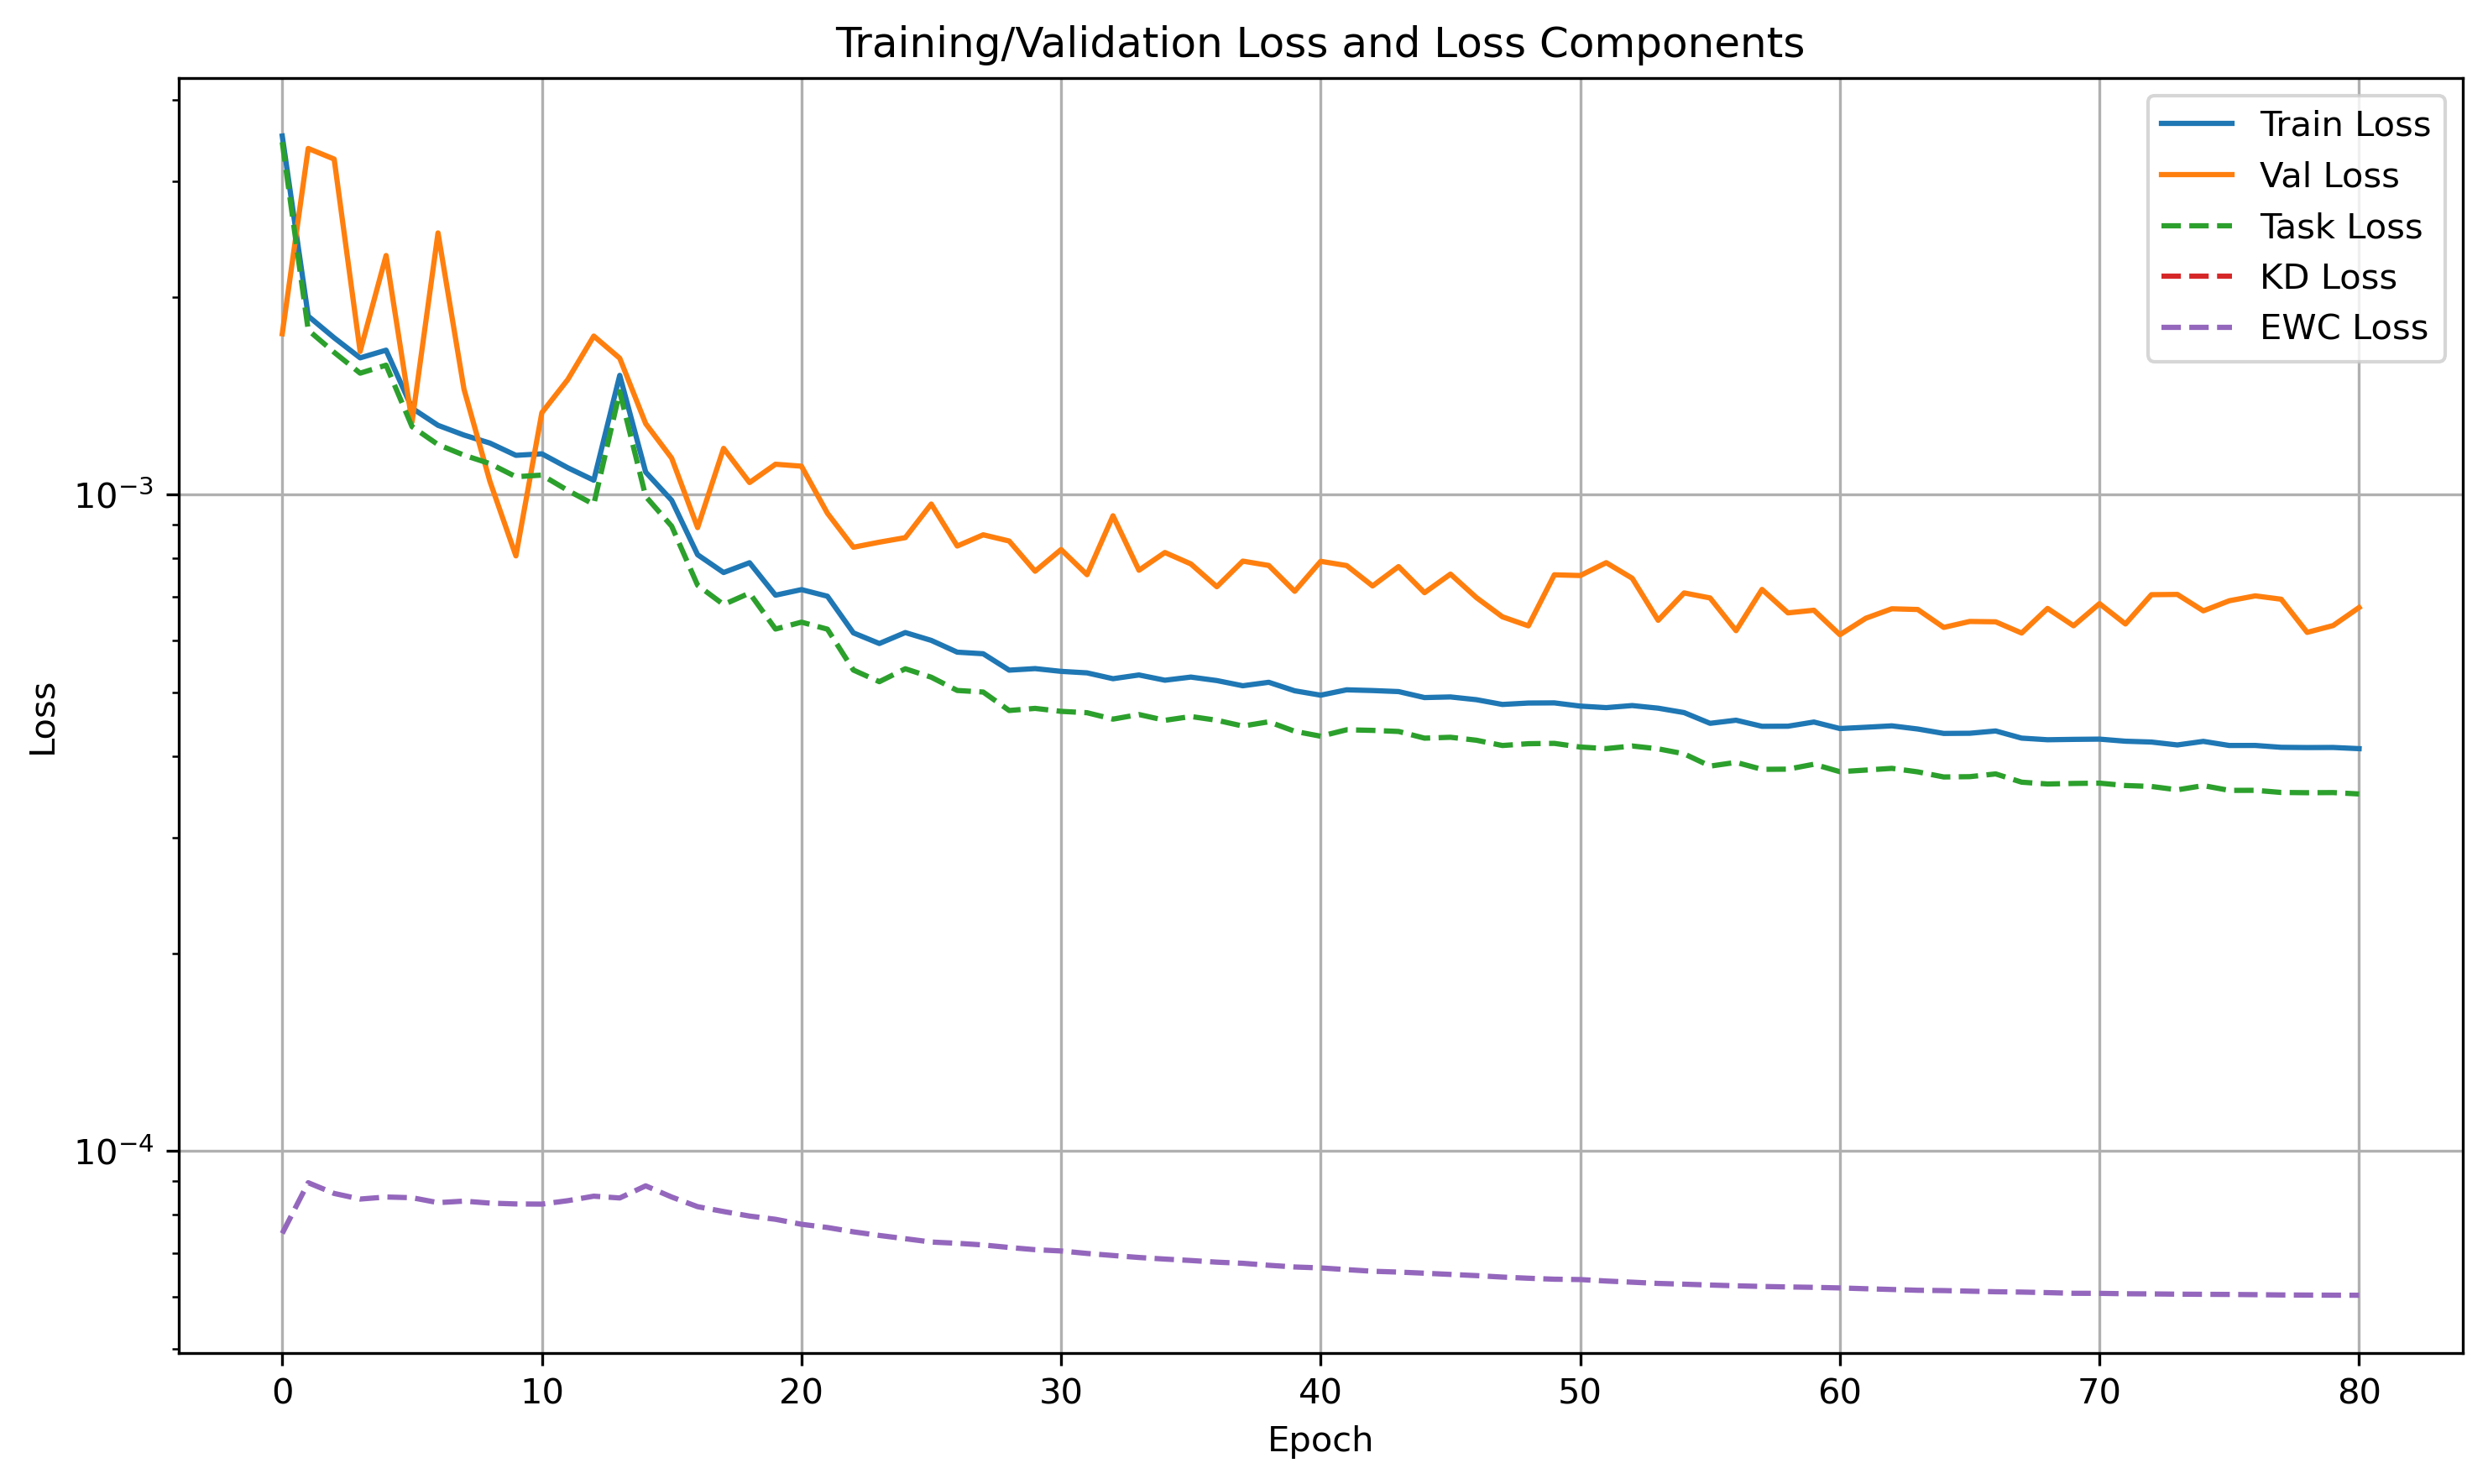 Training/Validation Loss and Loss Components
Train Loss
Val Loss
Task Loss
KD Loss
EWC Loss
Loss
10⁻³
10⁻⁴
0 10 20 30 40 50 60 70 80
Epoch